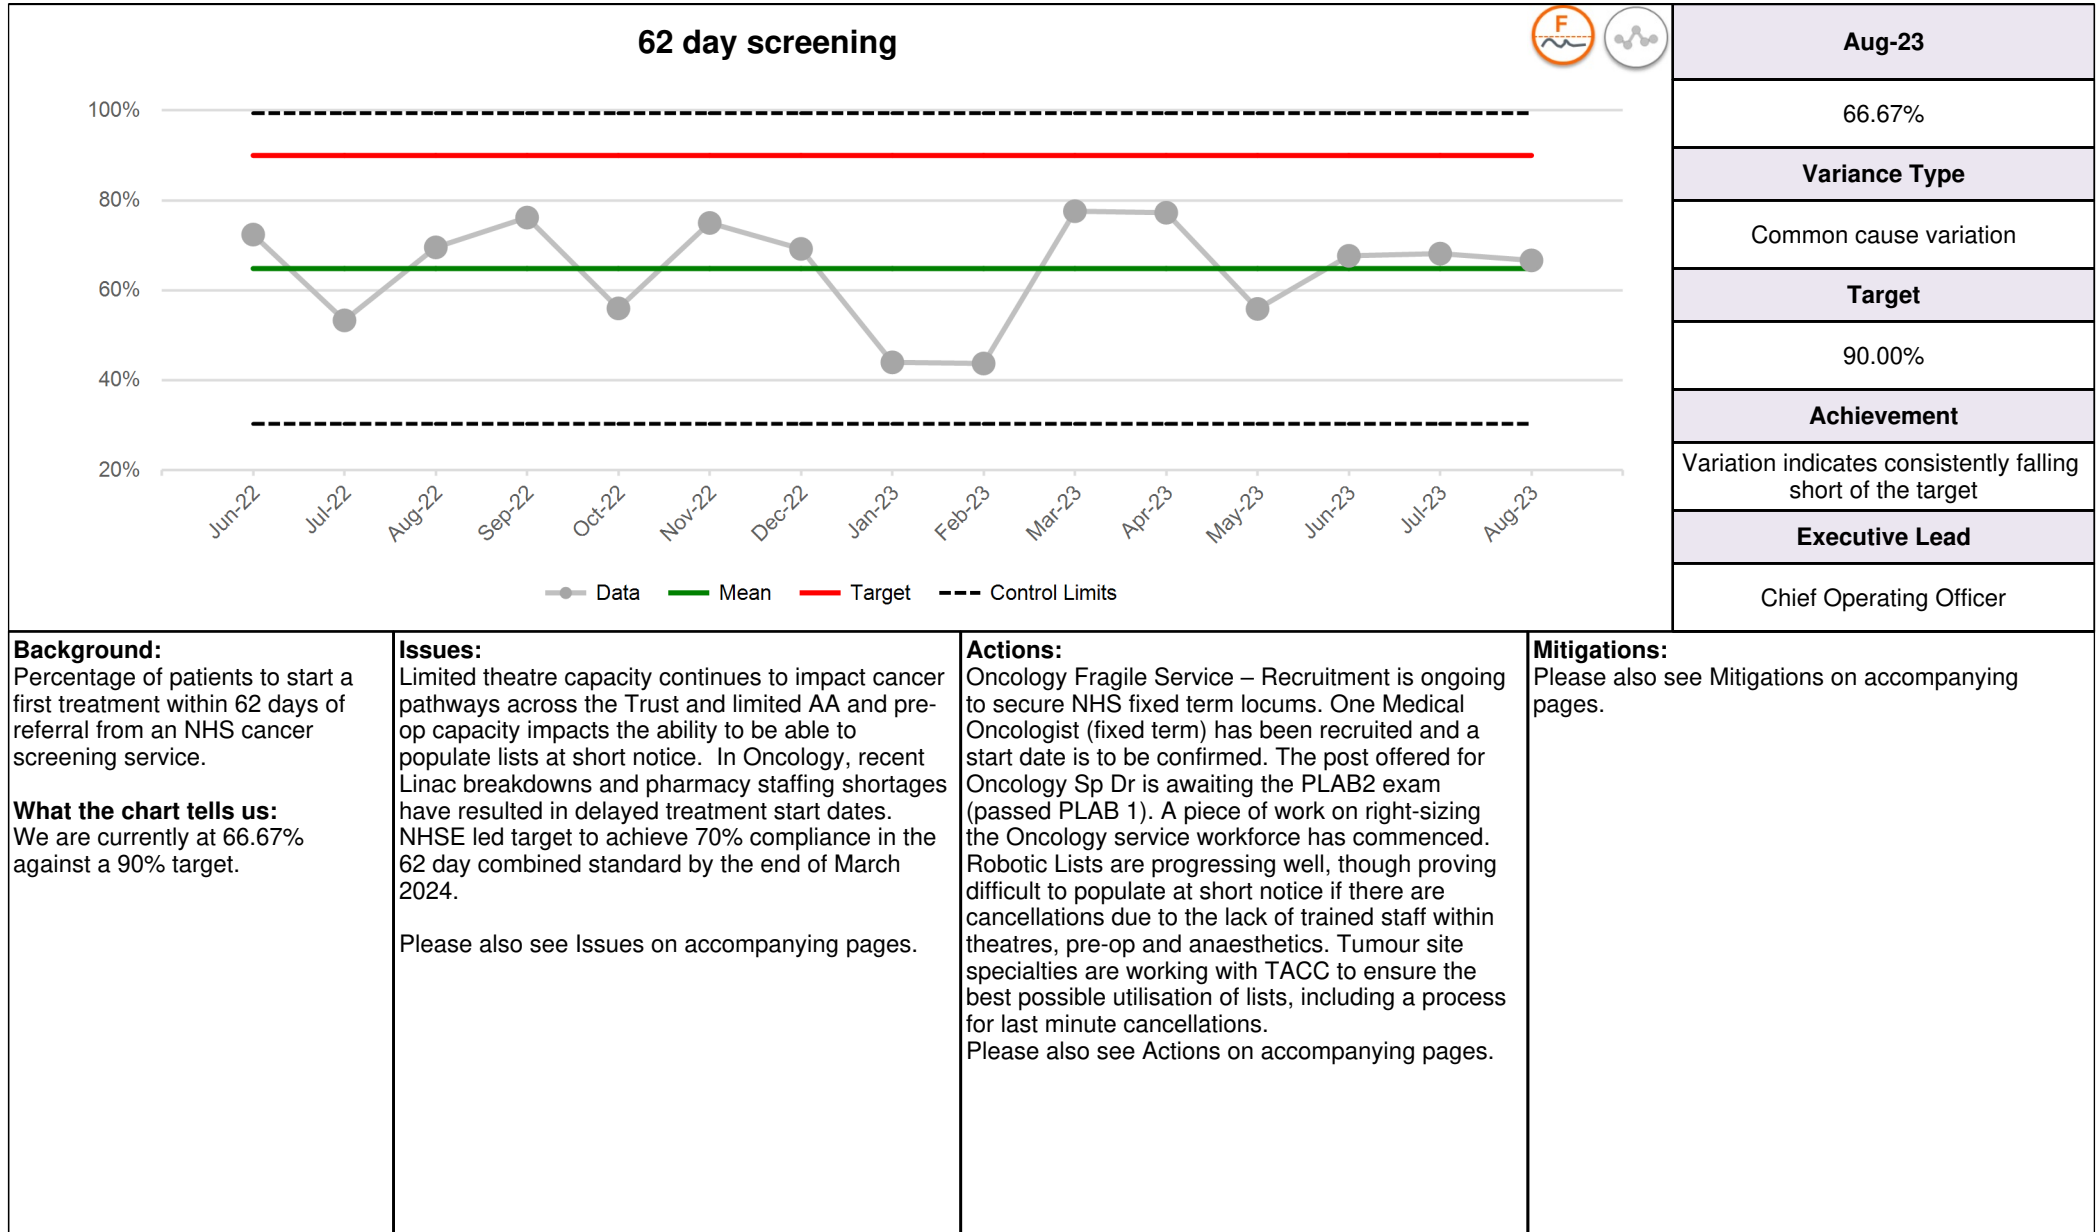 62 day screening
F
100%
80%
60%
40%
20%
Jun-22
Jul-22
Aug-22
Sep-22
Oct-22
Nov-22
Dec-22
Jan-23
Feb-23
Mar-23
Apr-23
May-23
Jun-23
Jul-23
Aug-23
Data Mean Target Control Limits
Aug-23
66.67%
Variance Type
Common cause variation
Target
90.00%
Achievement
Variation indicates consistently falling
short of the target
Executive Lead
Chief Operating Officer
Background:
Percentage of patients to start a
first treatment within 62 days of
referral from an NHS cancer
screening service.
What the chart tells us:
We are currently at 66.67%
against a 90% target.
Issues:
Limited theatre capacity continues to impact cancer
pathways across the Trust and limited AA and pre-
op capacity impacts the ability to be able to
populate lists at short notice.  In Oncology, recent
Linac breakdowns and pharmacy staffing shortages
have resulted in delayed treatment start dates.
NHSE led target to achieve 70% compliance in the
62 day combined standard by the end of March
2024.
Please also see Issues on accompanying pages.
Actions:
Oncology Fragile Service – Recruitment is ongoing
to secure NHS fixed term locums. One Medical
Oncologist (fixed term) has been recruited and a
start date is to be confirmed. The post offered for
Oncology Sp Dr is awaiting the PLAB2 exam
(passed PLAB 1). A piece of work on right-sizing
the Oncology service workforce has commenced.
Robotic Lists are progressing well, though proving
difficult to populate at short notice if there are
cancellations due to the lack of trained staff within
theatres, pre-op and anaesthetics. Tumour site
specialties are working with TACC to ensure the
best possible utilisation of lists, including a process
for last minute cancellations.
Please also see Actions on accompanying pages.
Mitigations:
Please also see Mitigations on accompanying
pages.